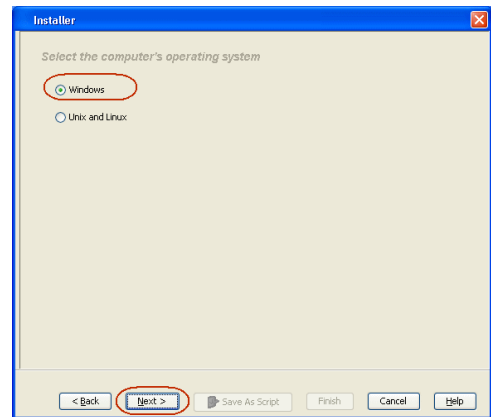 Installer
Select the computer's operating system
Windows
Unix and Linux
< Back Next > Save As Script Finish Cancel Help